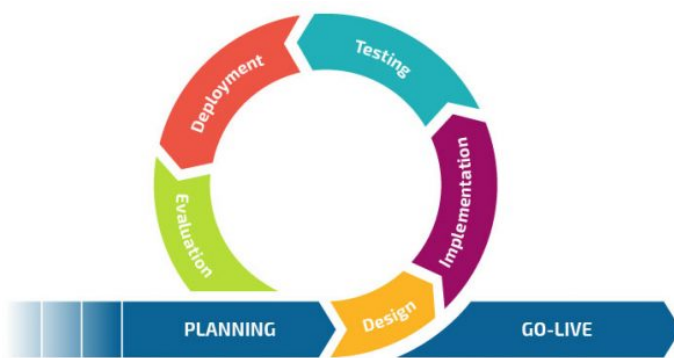 Testing
Deployment
Implementation
Evaluation
Design
PLANNING
GO-LIVE